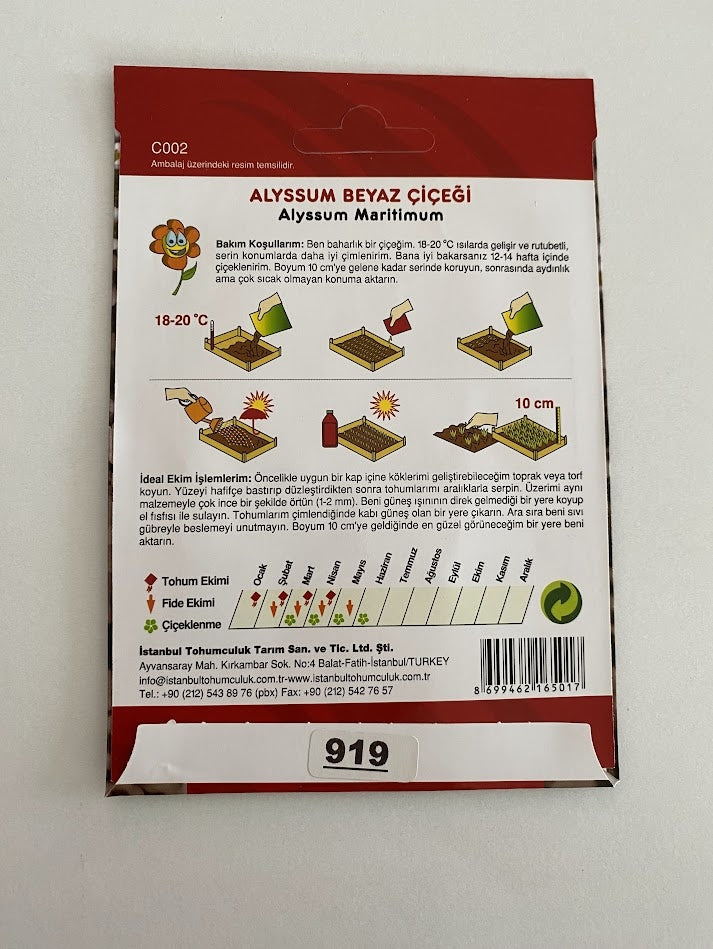 C002
Ambalaj üzerindeki resim temsilidir.
ALYSSUM BEYAZ ÇİÇEĞİ
Alyssum Maritimum
Bakım Koşullarım: Ben baharlık bir çiçeğim. 18-20 °C ısılarda gelişir ve rutubetli,
serin konumlarda daha iyi çimlenirim. Bana iyi bakarsanız 12-14 hafta içinde
çiçeklenirim. Boyum 10 cm'ye gelene kadar serinde koruyun, sonrasında aydınlık
ama çok sıcak olmayan konuma aktarın.
18-20 °C
10 cm
İdeal Ekim İşlemlerim: Öncelikle uygun bir kap içine köklerimi geliştirebileceğim toprak veya torf
koyun. Yüzeyi hafifçe bastırıp düzleştirdikten sonra tohumlarımı aralıklarla serpin. Üzerimi aynı
malzemeyle çok ince bir şekilde örtün (1-2 mm). Beni güneş ışınının direk gelmediği bir yere koyup
el fısfısı ile sulayın. Tohumlarım çimlendiğinde kabı güneş olan bir yere çıkarın. Ara sıra beni sıvı
gübreyle beslemeyi unutmayın. Boyum 10 cm'ye geldiğinde en güzel görüneceğim bir yere beni
aktarın.
Ocak Şubat Mart Nisan Mayıs Haziran Temmuz Ağustos Eylül Ekim Kasım Aralık
Tohum Ekimi
Fide Ekimi
Çiçeklenme
İstanbul Tohumculuk Tarım San. ve Tic. Ltd. Şti.
Ayvansaray Mah. Kırkambar Sok. No:4 Balat-Fatih-İstanbul/TURKEY
info@istanbultohumculuk.com.tr-www.istanbultohumculuk.com.tr
Tel.: +90 (212) 543 89 76 (pbx) Fax: +90 (212) 542 76 57
8 699462 165017
919